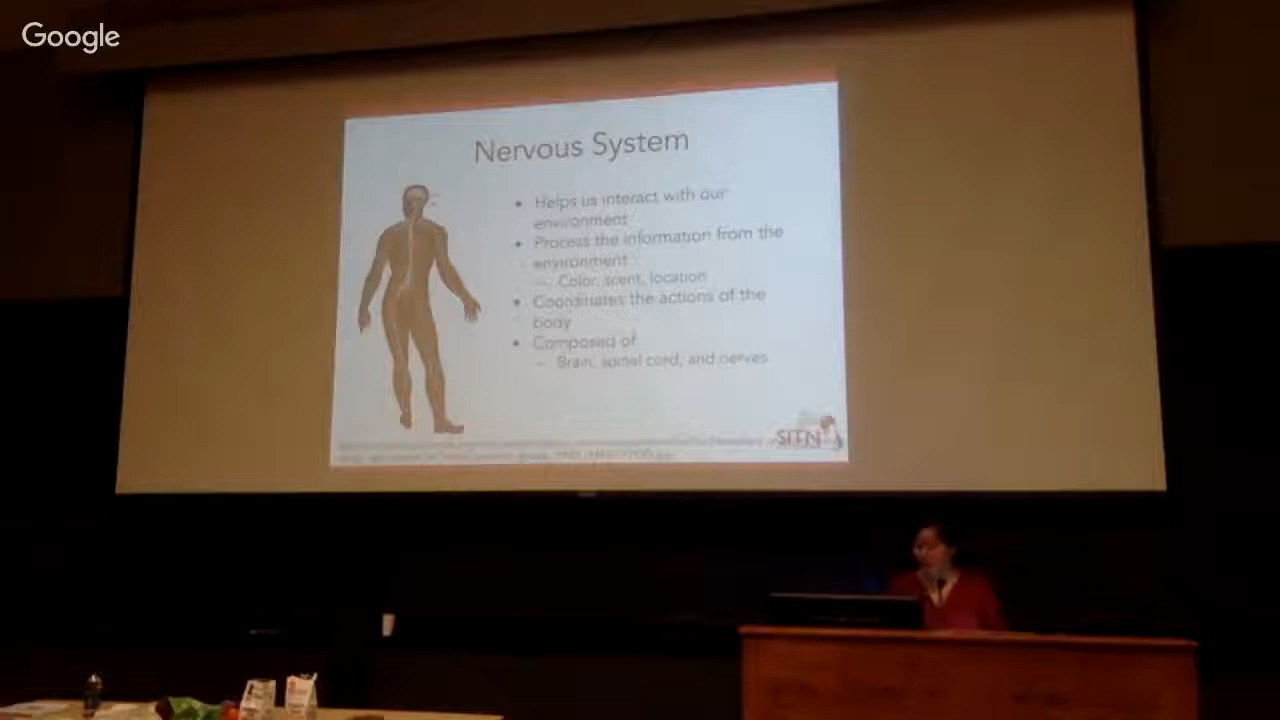 Google
Nervous System
• Helps us interact with our
environment
• Process the information from the
environment
– Color, scent, location
• Coordinates the actions of the
body
• Composed of:
– Brain, spinal cord, and nerves
SITN